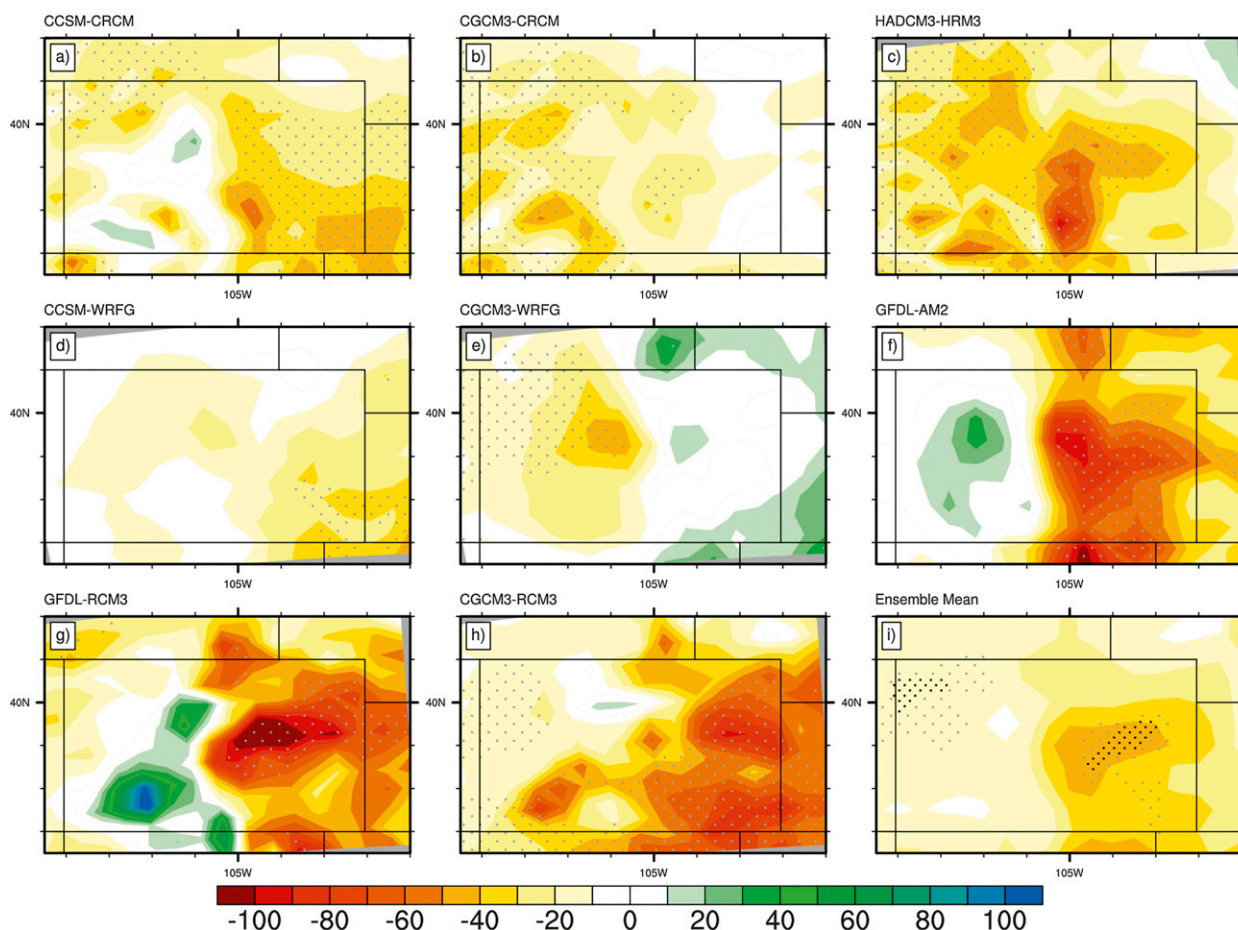 CCSM-CRCM
CGCM3-CRCM
HADCM3-HRM3
a)
b)
c)
40N
40N
40N
105W
105W
105W
CCSM-WRFG
CGCM3-WRFG
GFDL-AM2
d)
e)
f)
40N
40N
40N
105W
105W
105W
GFDL-RCM3
CGCM3-RCM3
Ensemble Mean
g)
h)
i)
40N
40N
40N
105W
105W
105W
-100 -80 -60 -40 -20 0 20 40 60 80 100